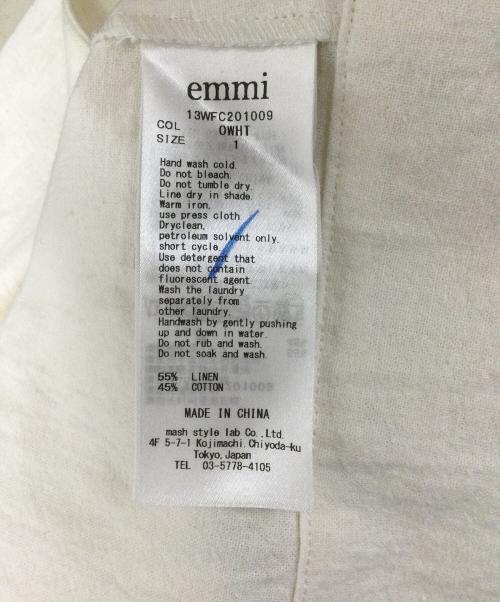 emmi
13WFC201009
COL OWHT
SIZE 1
Hand wash cold.
Do not bleach.
Do not tumble dry.
Line dry in shade.
Warm iron.
use press cloth.
Dryclean,
petroleum solvent only.
short cycle.
Use detergent that
does not contain
fluorescent agent.
Wash the laundry
separately from
other laundry.
Handwash by gently pushing
up and down in water.
Do not rub and wash.
Do not soak and wash.
55% LINEN
45% COTTON
MADE IN CHINA
mash style lab Co.,Ltd.
4F 5-7-1 Kojimachi,Chiyoda-ku
Tokyo,Japan
TEL 03-5778-4105